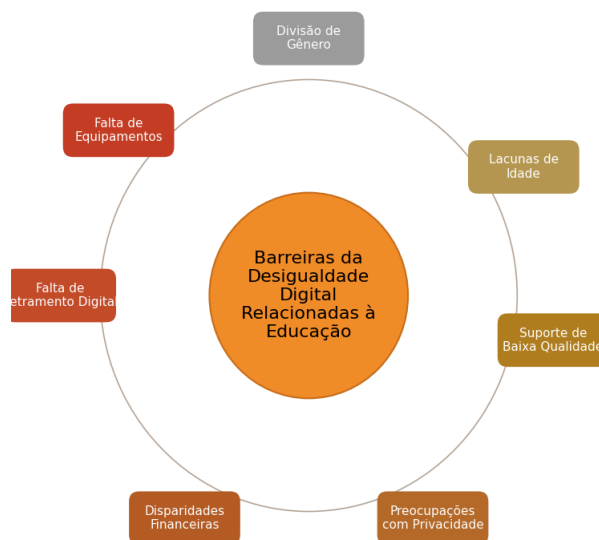 Divisão de
Gênero
Falta de
Equipamentos
Lacunas de
Idade
Barreiras da
Desigualdade
Digital
Relacionadas à
Educação
Falta de
etramento Digital
Suporte de
Baixa Qualidade
Disparidades
Financeiras
Preocupações
com Privacidade